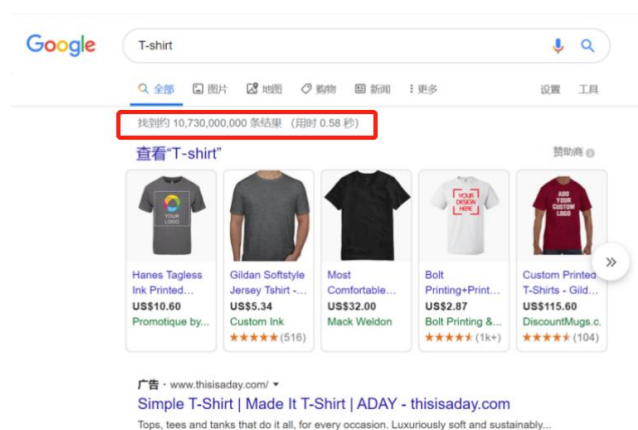 Google
T-shirt
全部 图片 地图 购物 新闻 更多 设置 工具
找到约 10,730,000,000 条结果 (用时 0.58 秒)
查看“T-shirt” 赞助商
YOUR
LOGO
YOUR
DESIGN
HERE
ADD
YOUR
CUSTOM
LOGO
Hanes Tagless
Ink Printed...
US$10.60
Promotique by...
Gildan Softstyle
Jersey Tshirt -...
US$5.34
Custom Ink
(516)
Most
Comfortable...
US$32.00
Mack Weldon
Bolt
Printing+Print...
US$2.87
Bolt Printing &...
(1k+)
Custom Printed
T-Shirts - Gild...
US$115.60
DiscountMugs.c.
(104)
广告 · www.thisisaday.com/
Simple T-Shirt | Made It T-Shirt | ADAY - thisisaday.com
Tops, tees and tanks that do it all, for every occasion. Luxuriously soft and sustainably...